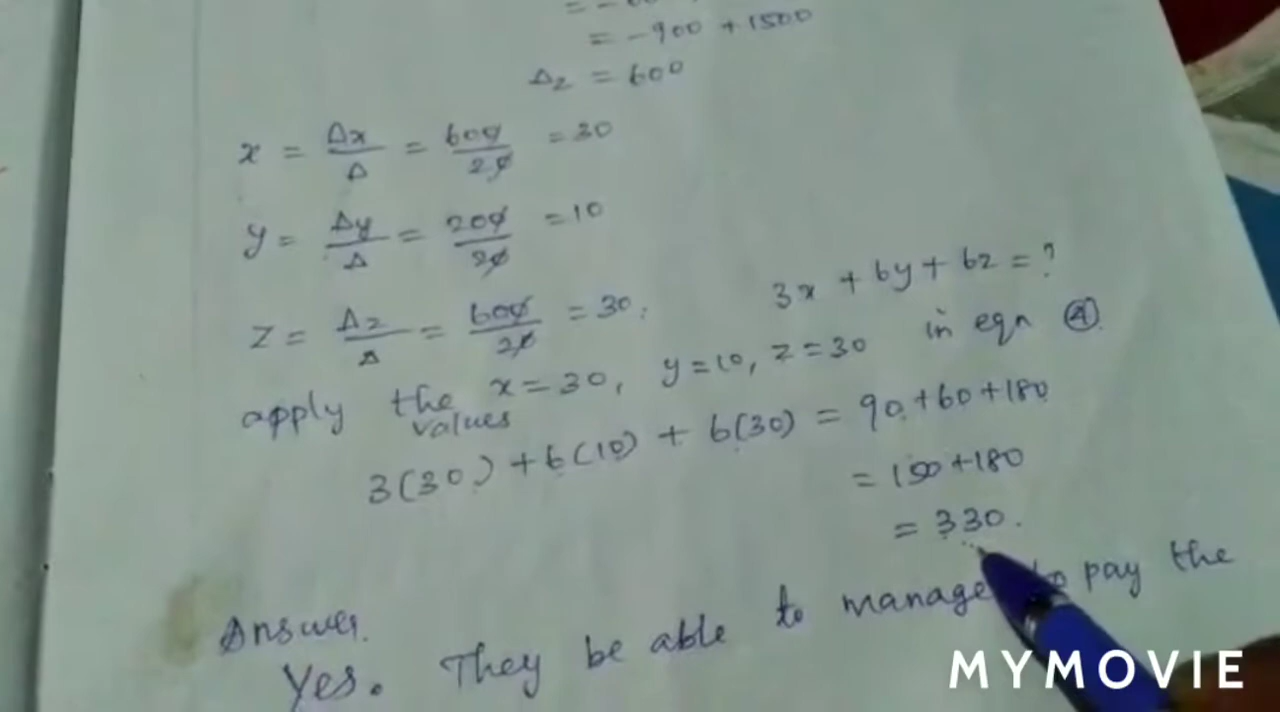 = -900 + 1500
Δz = 600
x = Δx/Δ = 600/20 = 30
y = Δy/Δ = 200/20 = 10
z = Δz/Δ = 600/20 = 30.
3x + 6y + 6z = ?
apply the values x = 30, y = 10, z = 30 in eqn ④.
3(30) + 6(10) + 6(30) = 90 + 60 + 180
= 150 + 180
= 330.
Answer.
Yes. They be able to manage to pay the
MYMOVIE